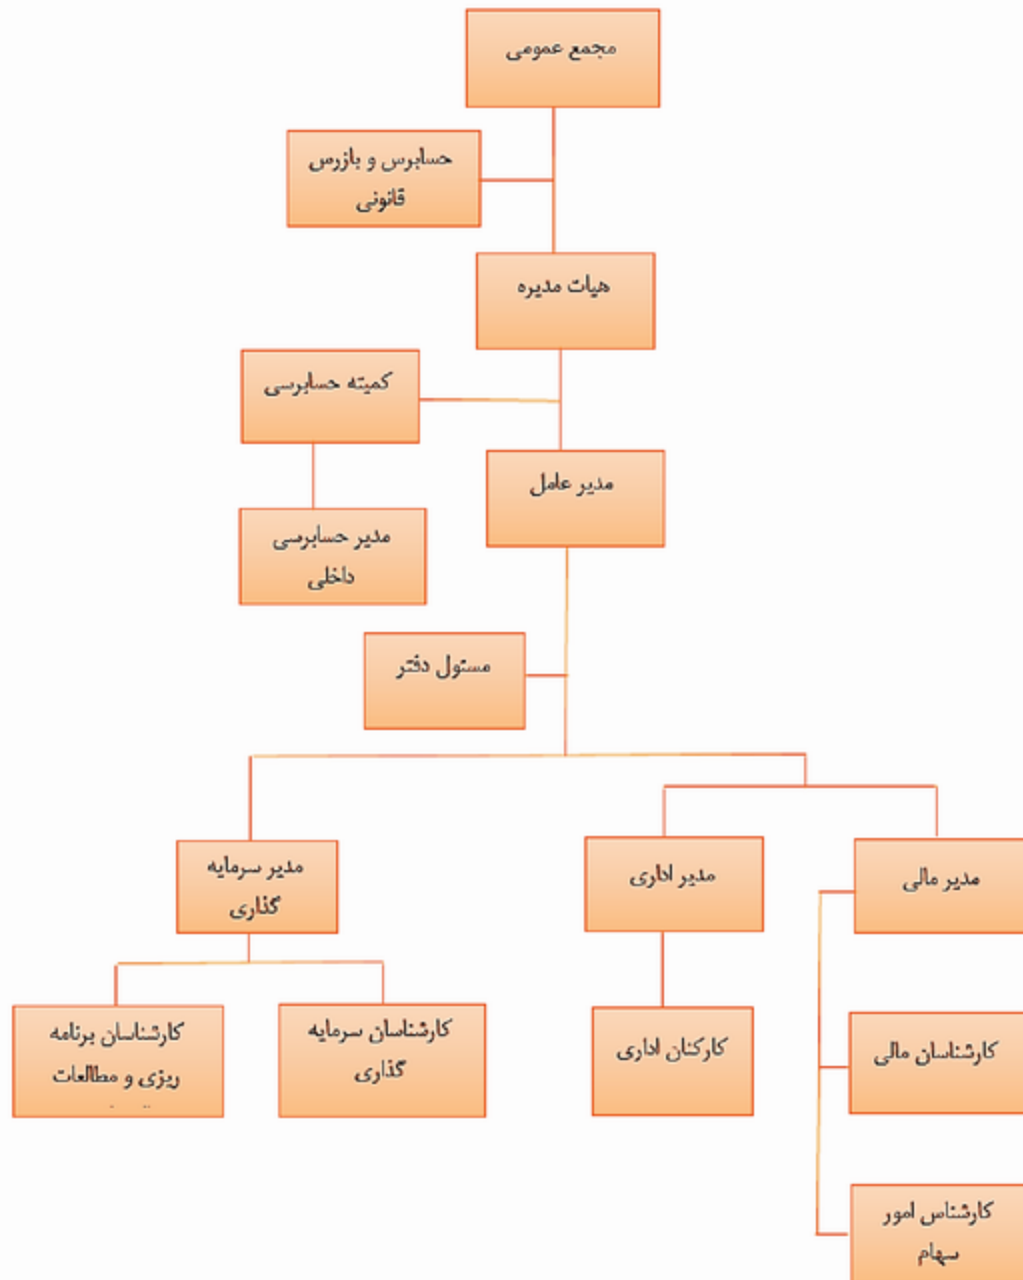 مجمع عمومی
حسابرس و بازرس
قانونی
هیات مدیره
کمیته حسابرسی
مدیر عامل
مدیر حسابرسی
داخلی
مسئول دفتر
مدیر مالی
مدیر اداری
مدیر سرمایه
گذاری
کارشناسان مالی
کارکنان اداری
کارشناسان سرمایه
گذاری
کارشناسان برنامه
ریزی و مطالعات
کارشناس امور
سهام